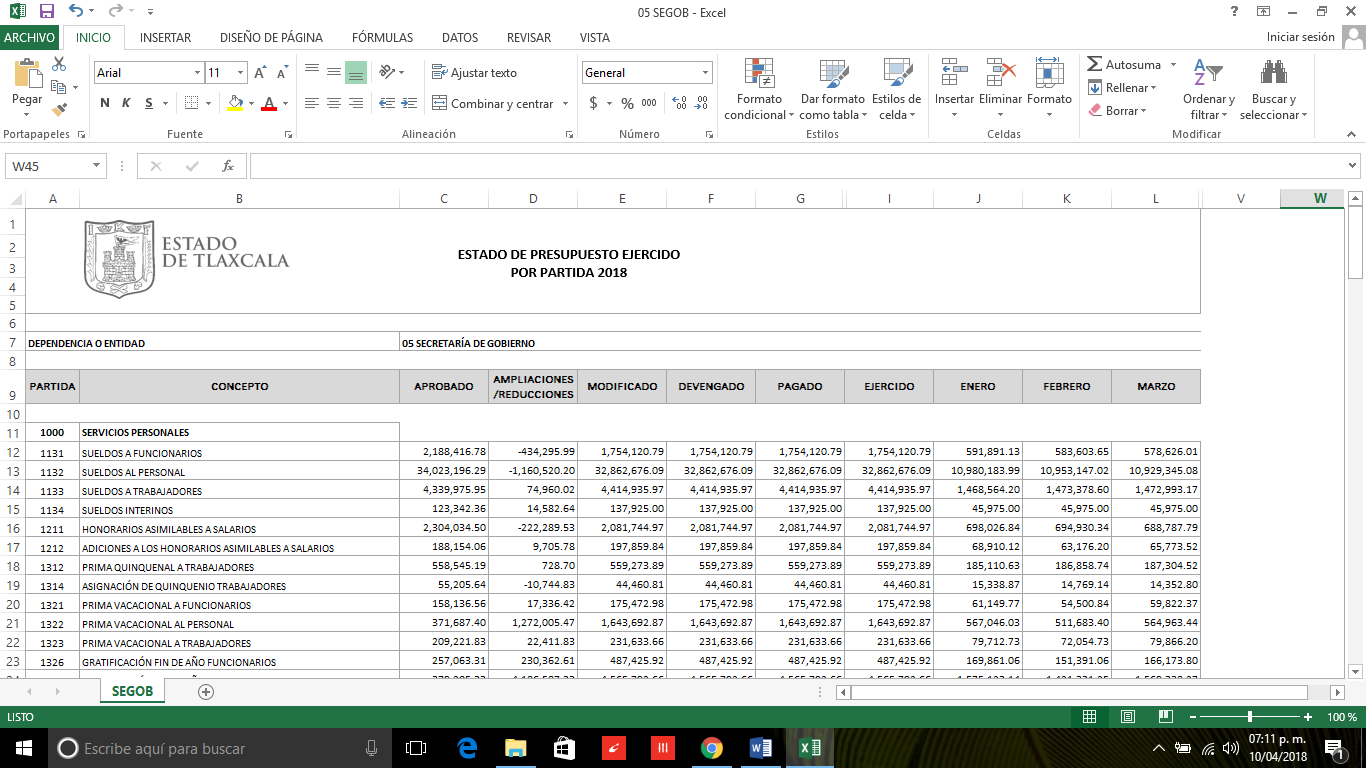 05 SEGOB - Excel
?
ARCHIVO INICIO INSERTAR DISEÑO DE PÁGINA FÓRMULAS DATOS REVISAR VISTA Iniciar sesión
Pegar
Arial 11
N K S
Ajustar texto
Combinar y centrar
General
$ % 000
Formato condicional
Dar formato como tabla
Estilos de celda
Insertar Eliminar Formato
Autosuma
Rellenar
Borrar
Ordenar y filtrar
Buscar y seleccionar
Portapapeles Fuente Alineación Número Estilos Celdas Modificar
W45 fx
A B C D E F G I J K L V W
1
2
3
4
5
ESTADO
DE TLAXCALA
ESTADO DE PRESUPUESTO EJERCIDO
POR PARTIDA 2018
6
7 DEPENDENCIA O ENTIDAD 05 SECRETARÍA DE GOBIERNO
8
9 PARTIDA CONCEPTO APROBADO AMPLIACIONES /REDUCCIONES MODIFICADO DEVENGADO PAGADO EJERCIDO ENERO FEBRERO MARZO
10
11 1000 SERVICIOS PERSONALES
12 1131 SUELDOS A FUNCIONARIOS 2,188,416.78 -434,295.99 1,754,120.79 1,754,120.79 1,754,120.79 1,754,120.79 591,891.13 583,603.65 578,626.01
13 1132 SUELDOS AL PERSONAL 34,023,196.29 -1,160,520.20 32,862,676.09 32,862,676.09 32,862,676.09 32,862,676.09 10,980,183.99 10,953,147.02 10,929,345.08
14 1133 SUELDOS A TRABAJADORES 4,339,975.95 74,960.02 4,414,935.97 4,414,935.97 4,414,935.97 4,414,935.97 1,468,564.20 1,473,378.60 1,472,993.17
15 1134 SUELDOS INTERINOS 123,342.36 14,582.64 137,925.00 137,925.00 137,925.00 137,925.00 45,975.00 45,975.00 45,975.00
16 1211 HONORARIOS ASIMILABLES A SALARIOS 2,304,034.50 -222,289.53 2,081,744.97 2,081,744.97 2,081,744.97 2,081,744.97 698,026.84 694,930.34 688,787.79
17 1212 ADICIONES A LOS HONORARIOS ASIMILABLES A SALARIOS 188,154.06 9,705.78 197,859.84 197,859.84 197,859.84 197,859.84 68,910.12 63,176.20 65,773.52
18 1312 PRIMA QUINQUENAL A TRABAJADORES 558,545.19 728.70 559,273.89 559,273.89 559,273.89 559,273.89 185,110.63 186,858.74 187,304.52
19 1314 ASIGNACIÓN DE QUINQUENIO TRABAJADORES 55,205.64 -10,744.83 44,460.81 44,460.81 44,460.81 44,460.81 15,338.87 14,769.14 14,352.80
20 1321 PRIMA VACACIONAL A FUNCIONARIOS 158,136.56 17,336.42 175,472.98 175,472.98 175,472.98 175,472.98 61,149.77 54,500.84 59,822.37
21 1322 PRIMA VACACIONAL AL PERSONAL 371,687.40 1,272,005.47 1,643,692.87 1,643,692.87 1,643,692.87 1,643,692.87 567,046.03 511,683.40 564,963.44
22 1323 PRIMA VACACIONAL A TRABAJADORES 209,221.83 22,411.83 231,633.66 231,633.66 231,633.66 231,633.66 79,712.73 72,054.73 79,866.20
23 1326 GRATIFICACIÓN FIN DE AÑO FUNCIONARIOS 257,063.31 230,362.61 487,425.92 487,425.92 487,425.92 487,425.92 169,861.06 151,391.06 166,173.80
SEGOB
LISTO 100 %
Escribe aquí para buscar
07:11 p. m.
10/04/2018
1